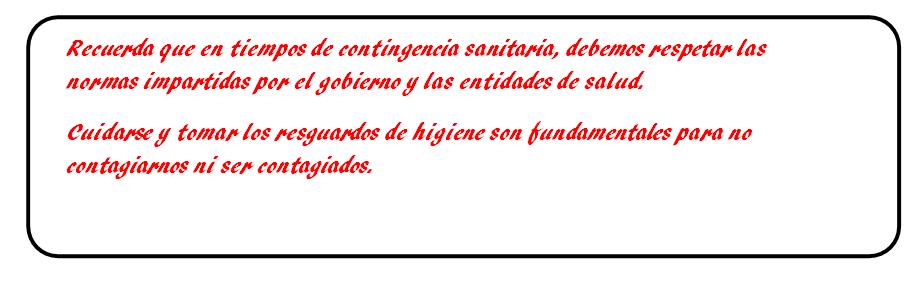 Recuerda que en tiempos de contingencia sanitaria, debemos respetar las
normas impartidas por el gobierno y las entidades de salud.
Cuidarse y tomar los resguardos de higiene son fundamentales para no
contagiarnos ni ser contagiados.